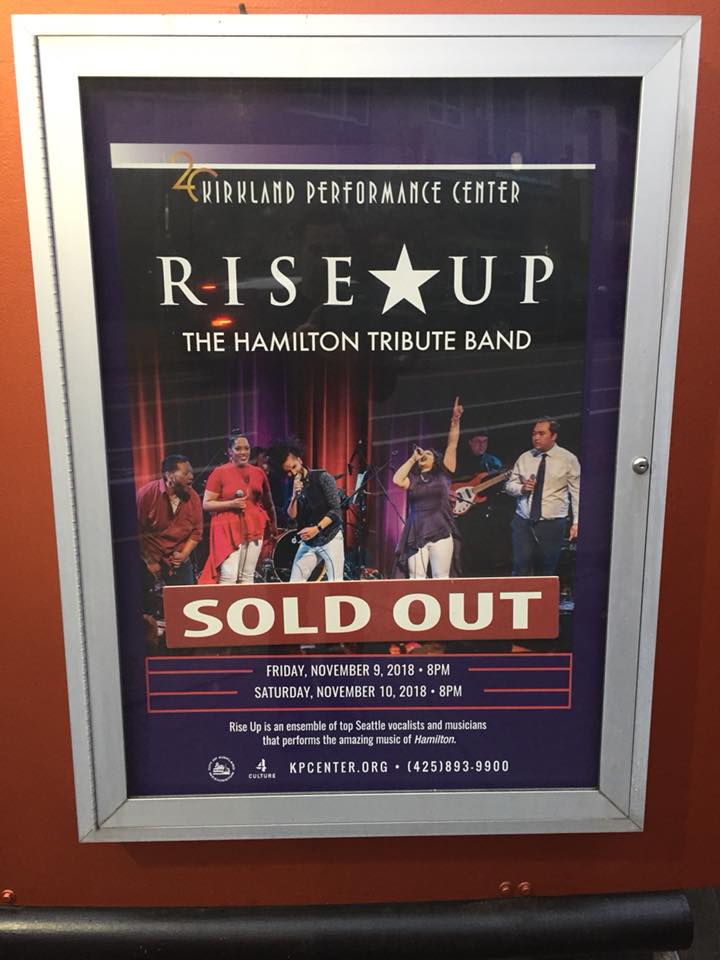 20 KIRKLAND PERFORMANCE CENTER
RISE★UP
THE HAMILTON TRIBUTE BAND
SOLD OUT
FRIDAY, NOVEMBER 9, 2018 • 8PM
SATURDAY, NOVEMBER 10, 2018 • 8PM
Rise Up is an ensemble of top Seattle vocalists and musicians
that performs the amazing music of Hamilton.
4 CULTURE KPCENTER.ORG • (425)893-9900